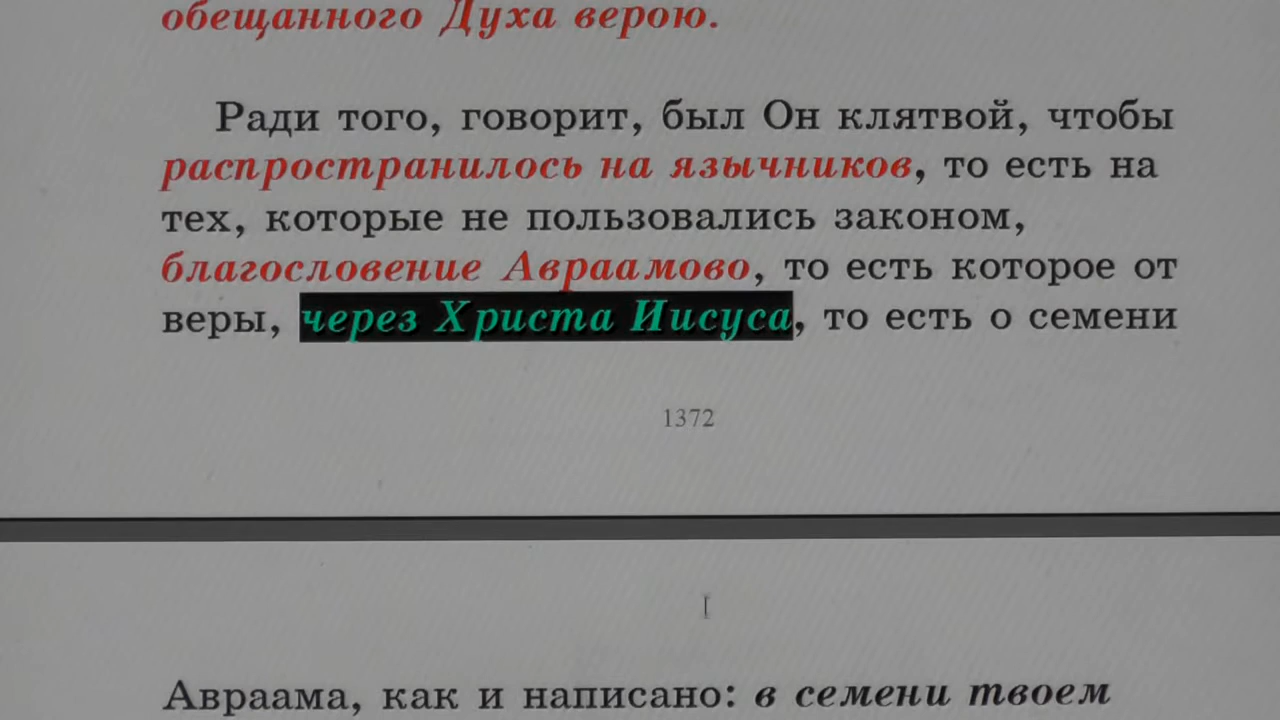 обещанного Духа верою.
Ради того, говорит, был Он клятвой, чтобы
распространилось на язычников, то есть на
тех, которые не пользовались законом,
благословение Авраамово, то есть которое от
веры, через Христа Иисуса, то есть о семени
1372
Авраама, как и написано: в семени твоем